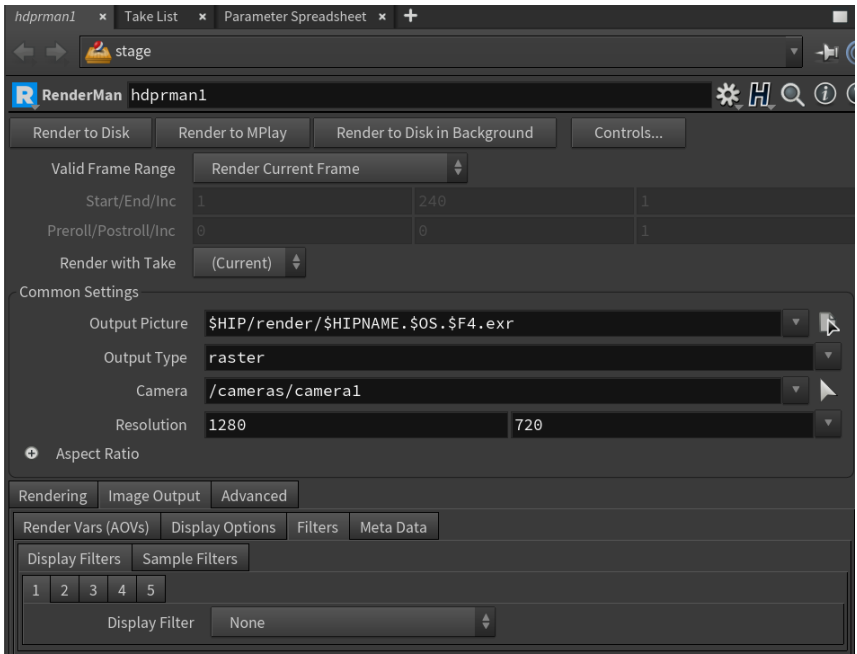 hdprman1 × Take List × Parameter Spreadsheet × +
stage
R RenderMan hdprman1
Render to Disk Render to MPlay Render to Disk in Background Controls...
Valid Frame Range Render Current Frame
Start/End/Inc 1 240 1
Preroll/Postroll/Inc 0 0 1
Render with Take (Current)
Common Settings
Output Picture $HIP/render/$HIPNAME.$OS.$F4.exr
Output Type raster
Camera /cameras/camera1
Resolution 1280 720
Aspect Ratio
Rendering Image Output Advanced
Render Vars (AOVs) Display Options Filters Meta Data
Display Filters Sample Filters
1 2 3 4 5
Display Filter None